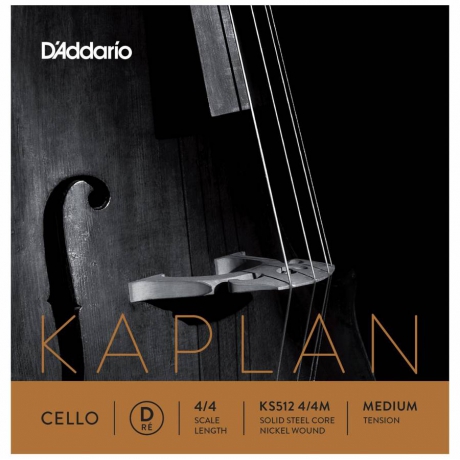 D'Addario
KAPLAN
CELLO
D
RÉ
4/4
SCALE
LENGTH
KS512 4/4M
SOLID STEEL CORE
NICKEL WOUND
MEDIUM
TENSION